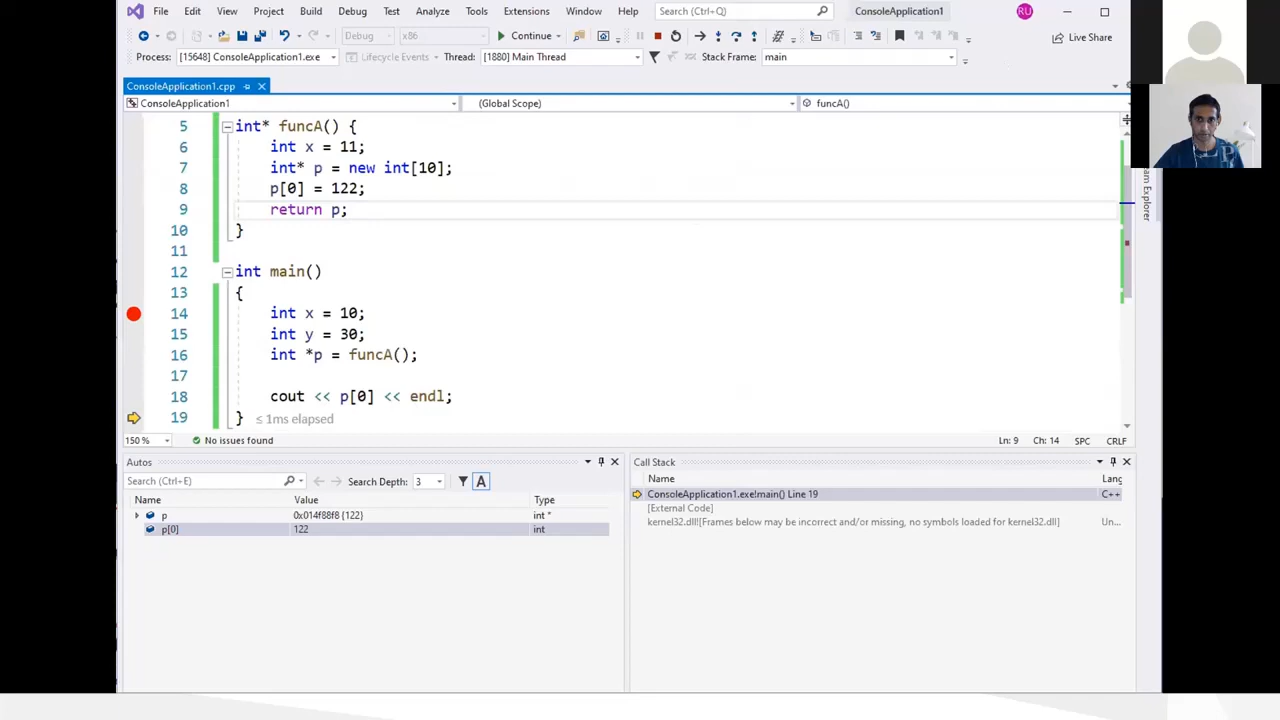 File Edit View Project Build Debug Test Analyze Tools Extensions Window Help Search (Ctrl+Q) ConsoleApplication1 RU
Debug x86 Continue Live Share
Process: [15648] ConsoleApplication1.exe Lifecycle Events Thread: [1880] Main Thread Stack Frame: main
ConsoleApplication1.cpp
ConsoleApplication1 (Global Scope) funcA()
5 int* funcA() {
6 int x = 11;
7 int* p = new int[10];
8 p[0] = 122;
9 return p;
10 }
11
12 int main()
13 {
14 int x = 10;
15 int y = 30;
16 int *p = funcA();
17
18 cout << p[0] << endl;
19 } ≤ 1ms elapsed
150 % No issues found Ln: 9 Ch: 14 SPC CRLF
Autos
Search (Ctrl+E) Search Depth: 3 A
Name Value Type
p 0x014f88f8 {122} int *
p[0] 122 int
Call Stack
Name Lang
ConsoleApplication1.exe!main() Line 19 C++
[External Code]
kernel32.dll![Frames below may be incorrect and/or missing, no symbols loaded for kernel32.dll] Un...
Explorer